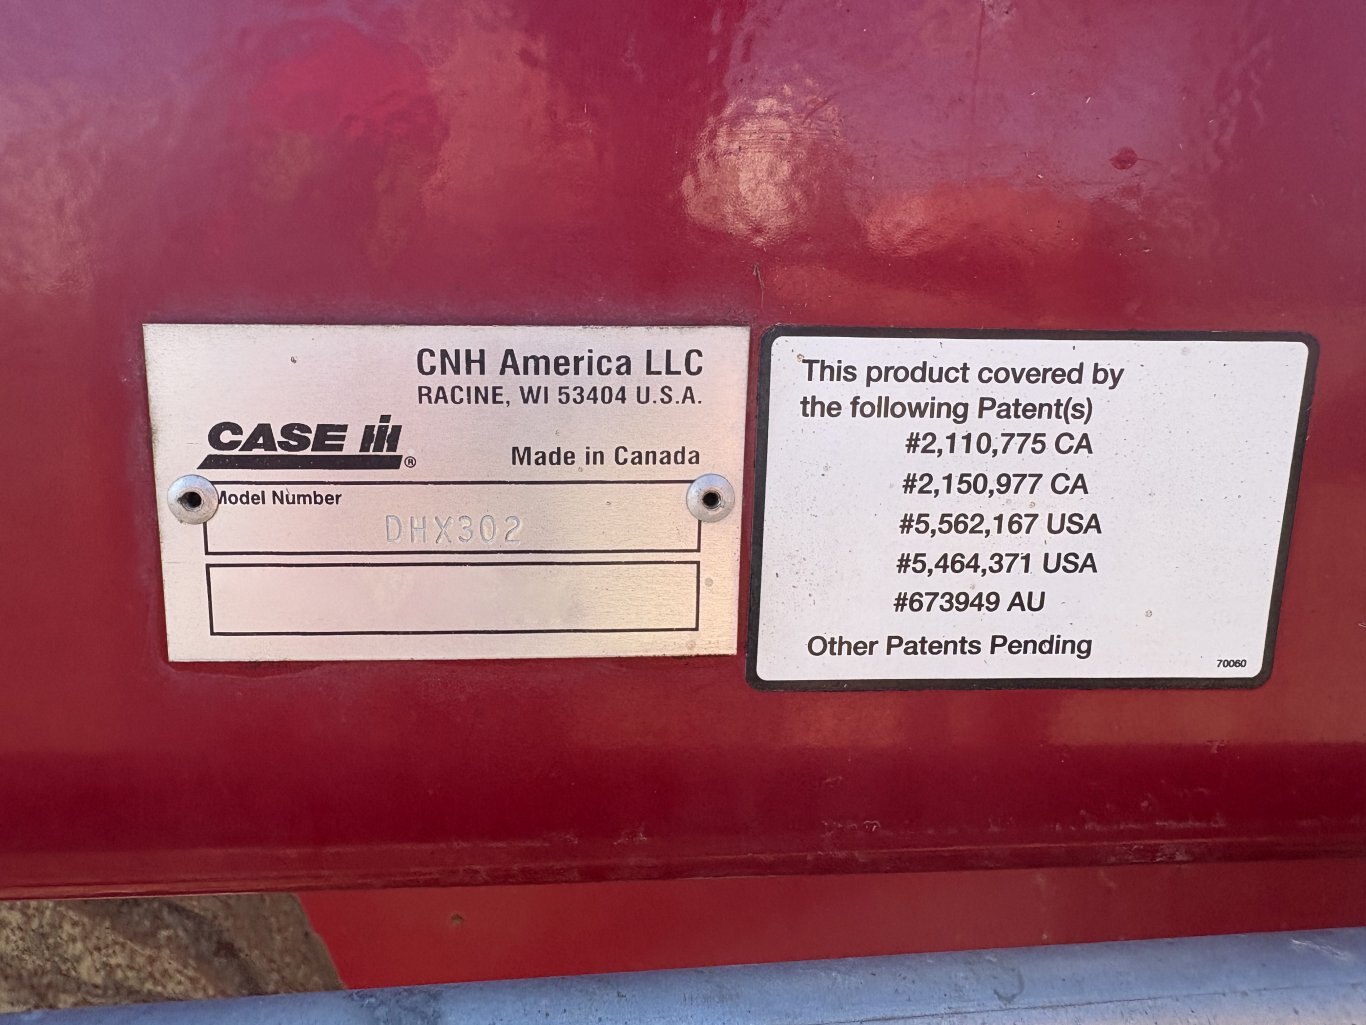 CNH America LLC
RACINE, WI 53404 U.S.A.
CASE IH®
Made in Canada
Model Number
DHX302
This product covered by
the following Patent(s)
#2,110,775 CA
#2,150,977 CA
#5,562,167 USA
#5,464,371 USA
#673949 AU
Other Patents Pending
70060